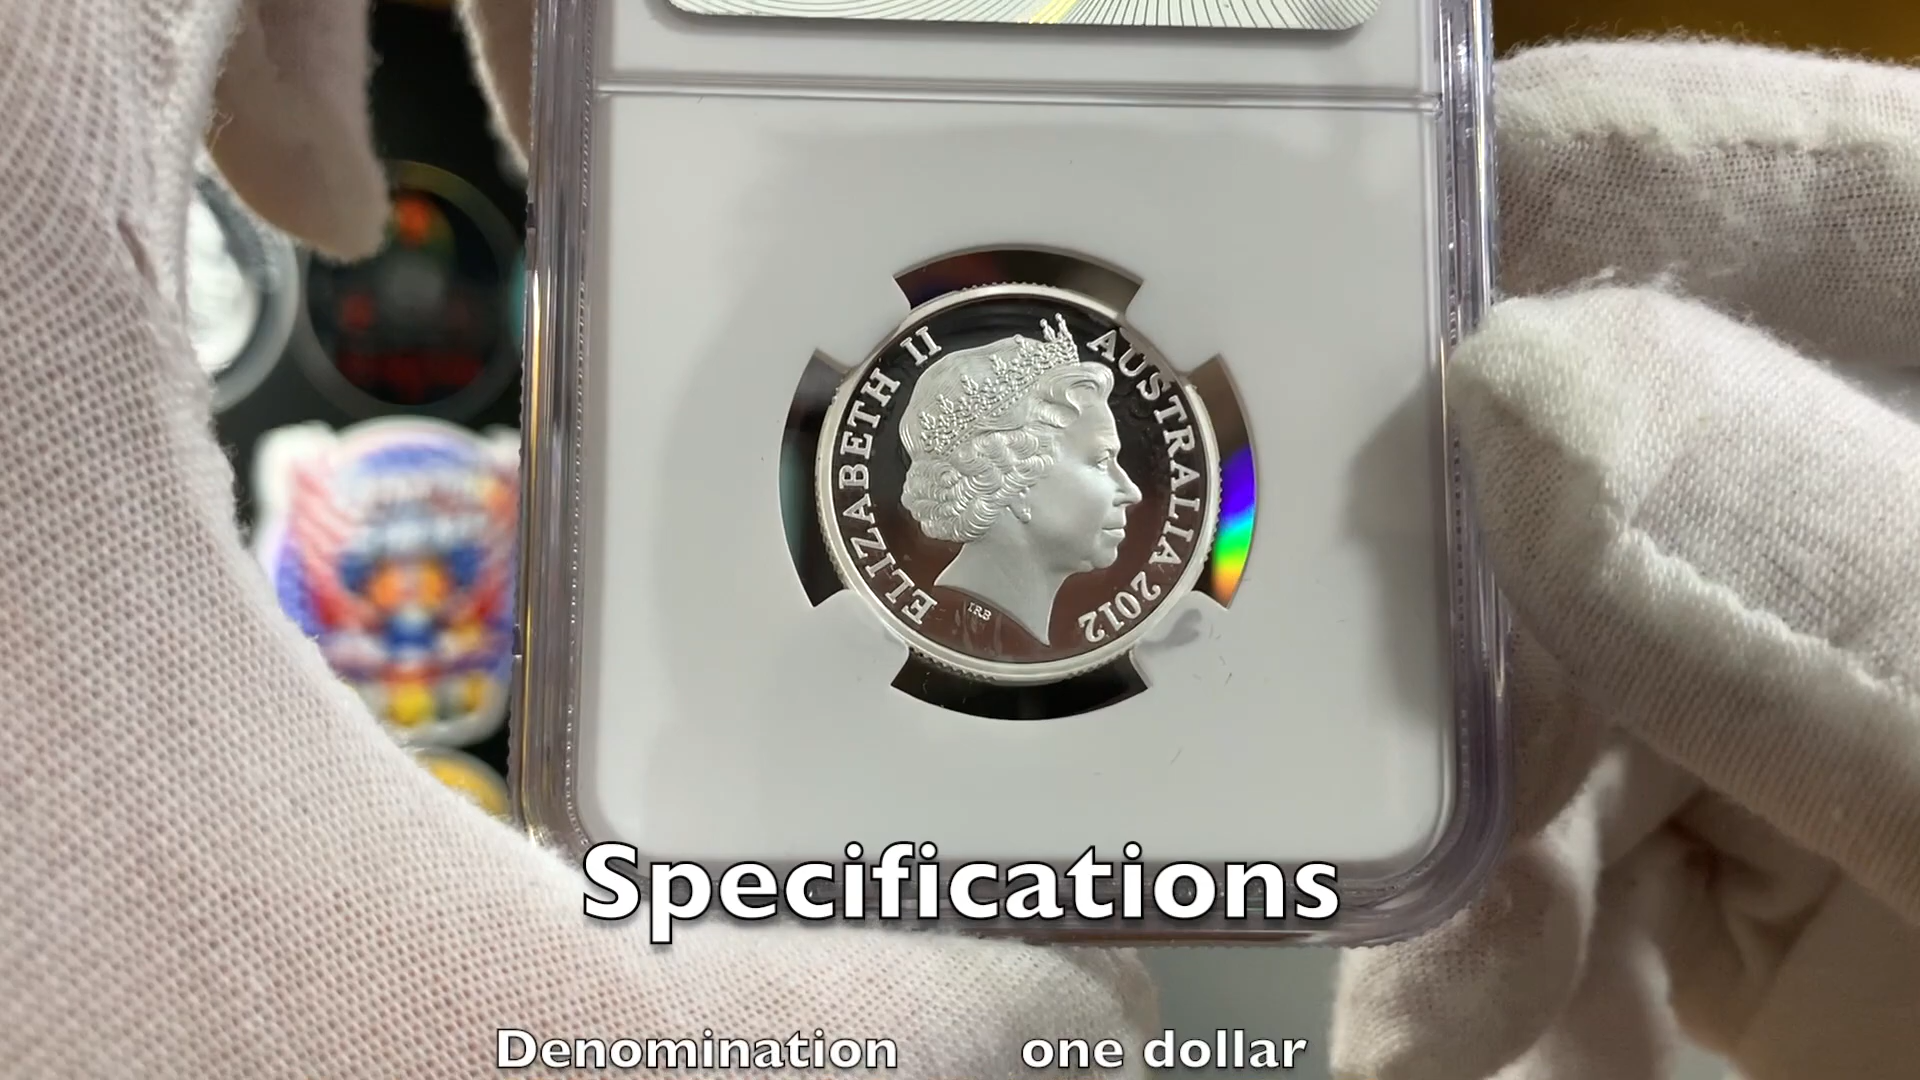 ELIZABETH II AUSTRALIA 2012
IRB
Specifications
Denomination one dollar